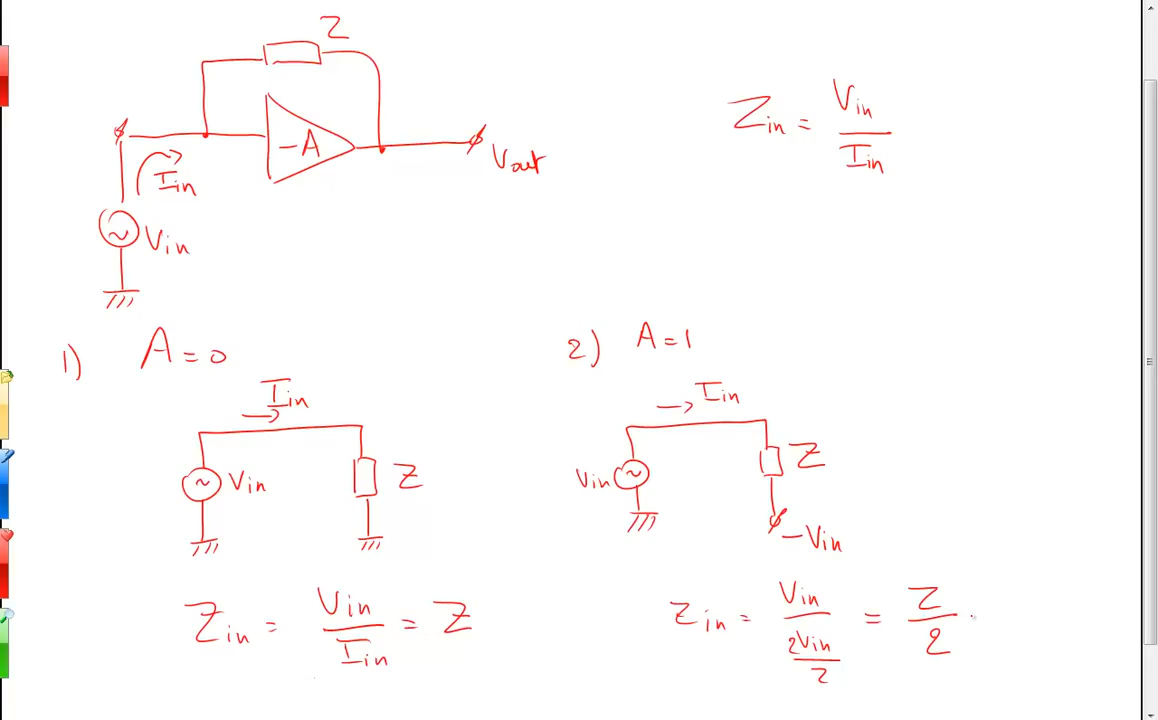 Z
-A
Vout
Iin
Vin
Zin = Vin / Iin
1) A = 0
Iin
Vin
Z
Zin = Vin / Iin = Z
2) A = 1
Iin
Vin
Z
-Vin
Zin = Vin / (2Vin / Z) = Z / 2